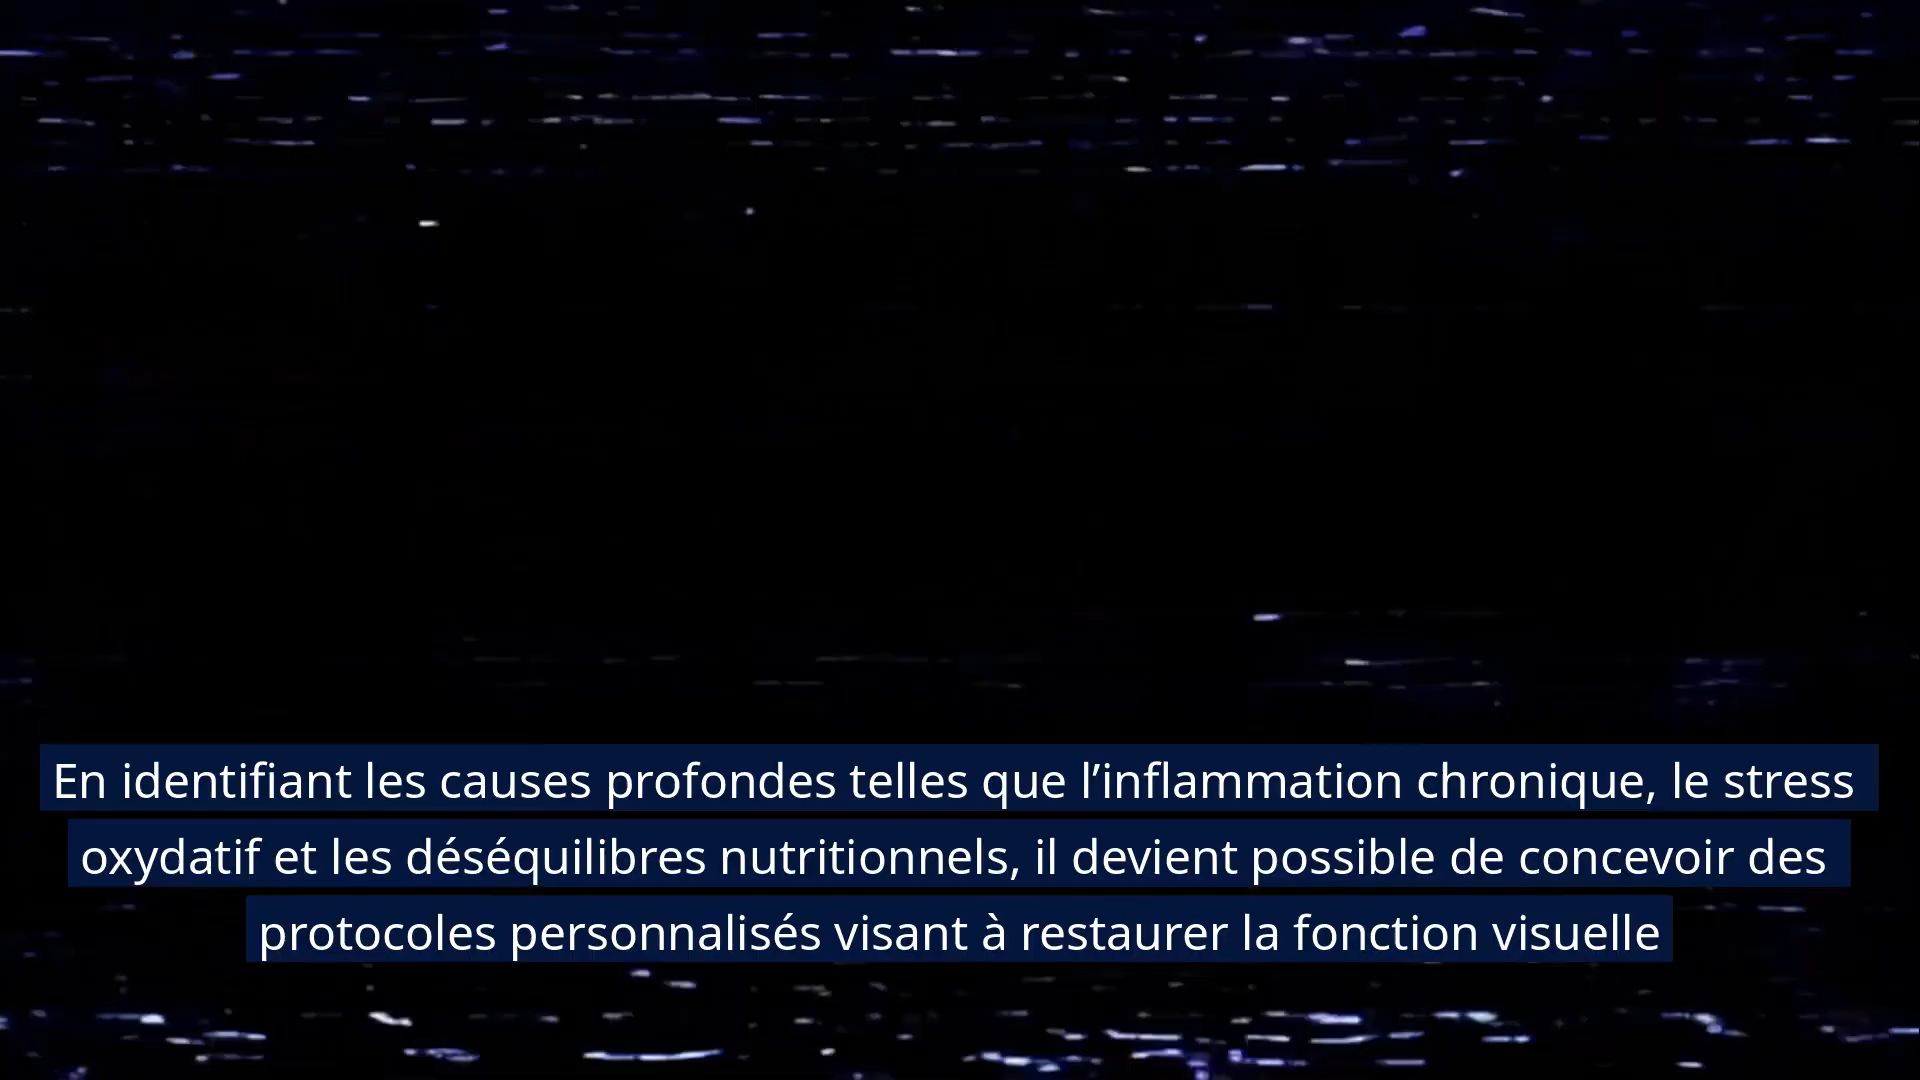 En identifiant les causes profondes telles que l’inflammation chronique, le stress
oxydatif et les déséquilibres nutritionnels, il devient possible de concevoir des
protocoles personnalisés visant à restaurer la fonction visuelle